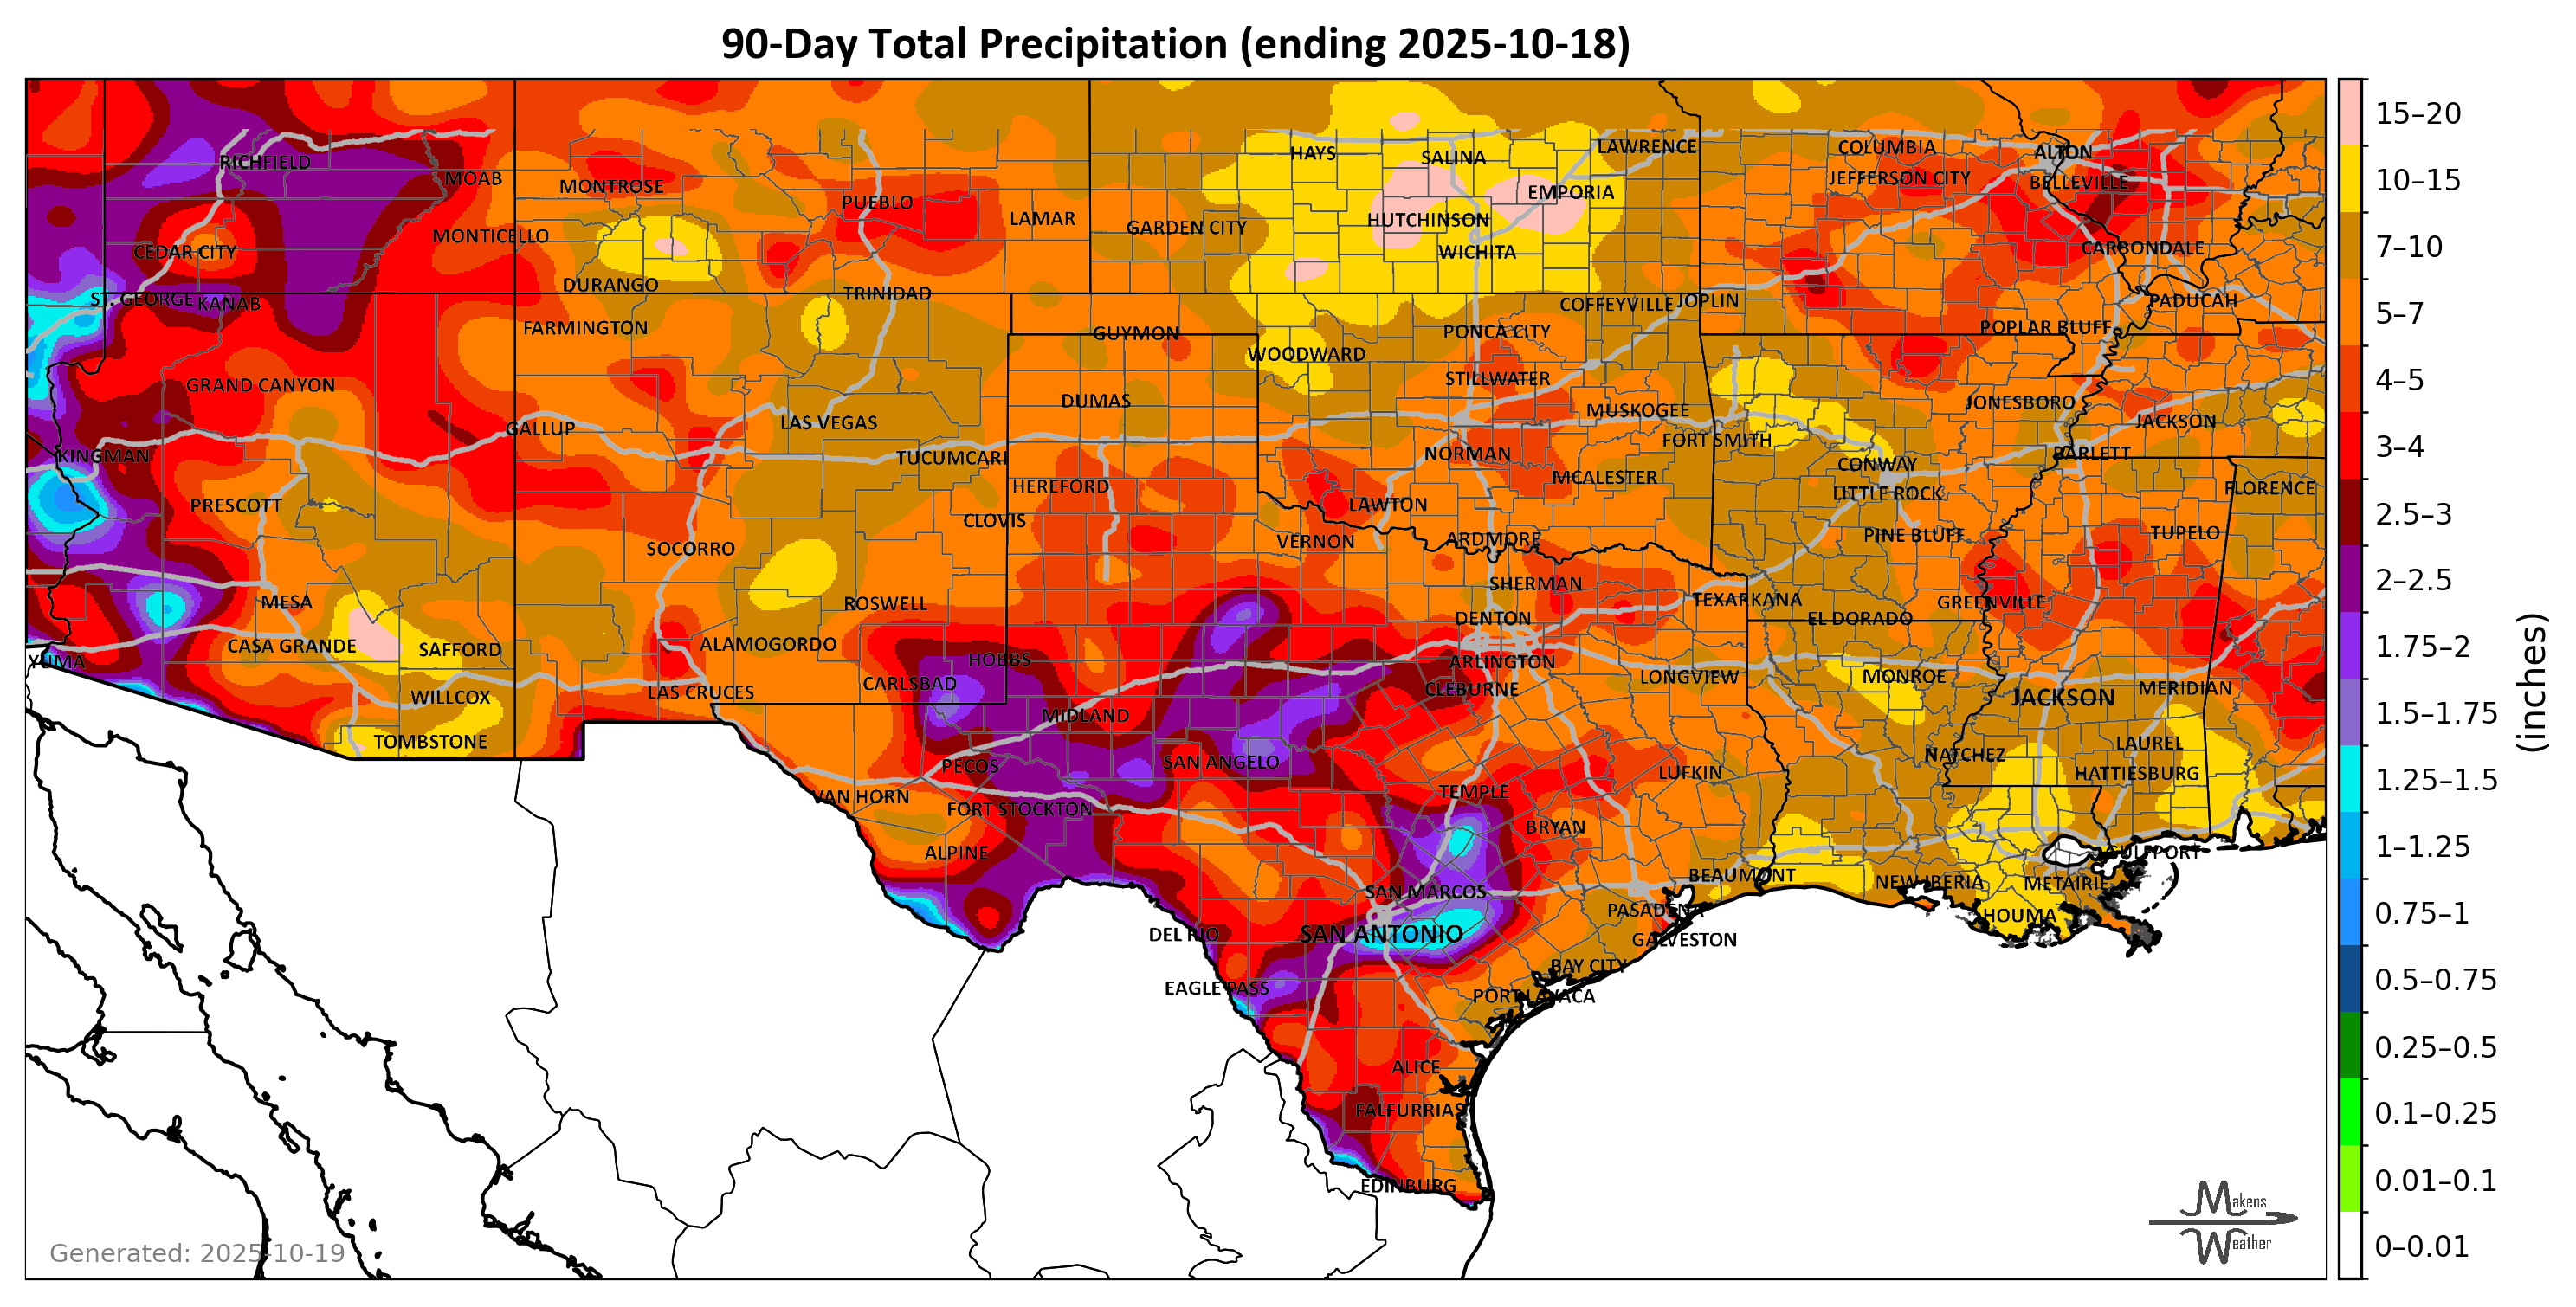 90-Day Total Precipitation (ending 2025-10-18)
HAYS
SALINA
LAWRENCE
COLUMBIA
ALTON
RICHFIELD
MOAB
MONTROSE
PUEBLO
LAMAR
EMPORIA
JEFFERSON CITY
BELLEVILLE
MONTICELLO
GARDEN CITY
HUTCHINSON
WICHITA
CEDAR CITY
CARBONDALE
DURANGO
TRINIDAD
ST. GEORGE
KANAB
COFFEYVILLE
JOPLIN
PADUCAH
FARMINGTON
GUYMON
PONCA CITY
POPLAR BLUFF
WOODWARD
GRAND CANYON
STILLWATER
DUMAS
MUSKOGEE
JONESBORO
GALLUP
LAS VEGAS
FORT SMITH
JACKSON
KINGMAN
TUCUMCARI
NORMAN
CONWAY
BARLETT
PRESCOTT
HEREFORD
LAWTON
MCALESTER
LITTLE ROCK
FLORENCE
CLOVIS
SOCORRO
VERNON
ARDMORE
PINE BLUFF
TUPELO
MESA
ROSWELL
SHERMAN
TEXARKANA
GREENVILLE
DENTON
EL DORADO
CASA GRANDE
SAFFORD
ALAMOGORDO
HOBBS
ARLINGTON
YUMA
WILLCOX
LAS CRUCES
CARLSBAD
CLEBURNE
LONGVIEW
MONROE
JACKSON
MERIDIAN
MIDLAND
TOMBSTONE
PECOS
SAN ANGELO
NATCHEZ
LAUREL
VAN HORN
FORT STOCKTON
TEMPLE
LUFKIN
HATTIESBURG
ALPINE
BRYAN
GULFPORT
SAN MARCOS
BEAUMONT
NEW IBERIA
METAIRIE
DEL RIO
SAN ANTONIO
PASADENA
HOUMA
GALVESTON
EAGLE PASS
BAY CITY
PORT LAVACA
ALICE
FALFURRIAS
EDINBURG
15–20
10–15
7–10
5–7
4–5
3–4
2.5–3
2–2.5
1.75–2
1.5–1.75
1.25–1.5
1–1.25
0.75–1
0.5–0.75
0.25–0.5
0.1–0.25
0.01–0.1
0–0.01
(inches)
Generated: 2025-10-19
Makens
Weather